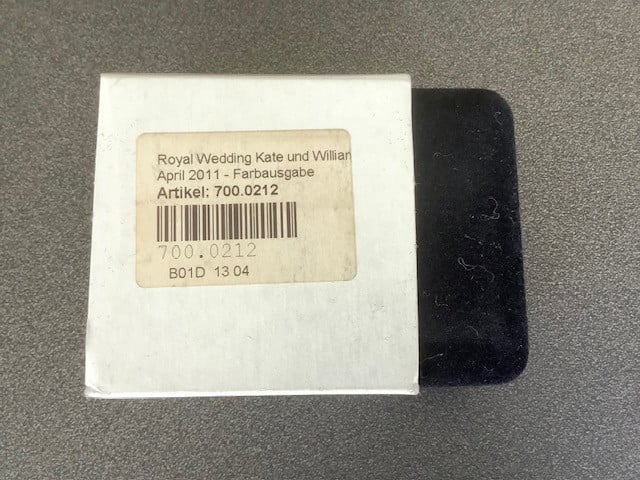 Royal Wedding Kate und Willian
April 2011 - Farbausgabe
Artikel: 700.0212
700.0212
B01D 13 04